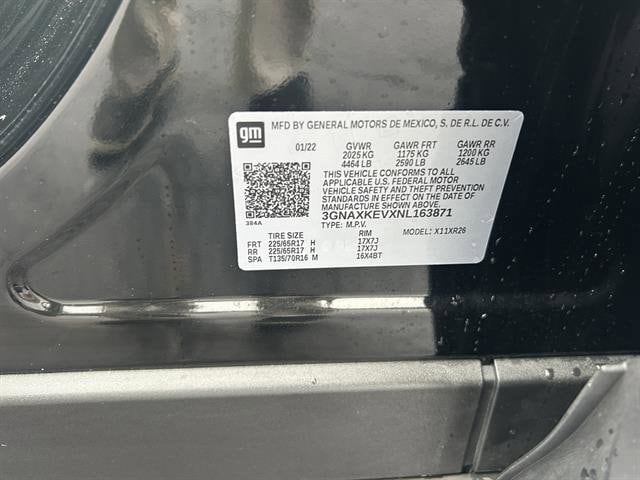 gm MFD BY GENERAL MOTORS DE MEXICO, S. DE R.L. DE C.V.
01/22 GVWR GAWR FRT GAWR RR
2025 KG 1175 KG 1200 KG
4464 LB 2590 LB 2645 LB
THIS VEHICLE CONFORMS TO ALL
APPLICABLE U.S. FEDERAL MOTOR
VEHICLE SAFETY AND THEFT PREVENTION
STANDARDS IN EFFECT ON THE DATE OF
MANUFACTURE SHOWN ABOVE.
3GNAXKEVXNL163871
384A TYPE: M.P.V. MODEL: X11XR26
TIRE SIZE RIM
FRT 225/65R17 H 17X7J
RR 225/65R17 H 17X7J
SPA T135/70R16 M 16X4BT